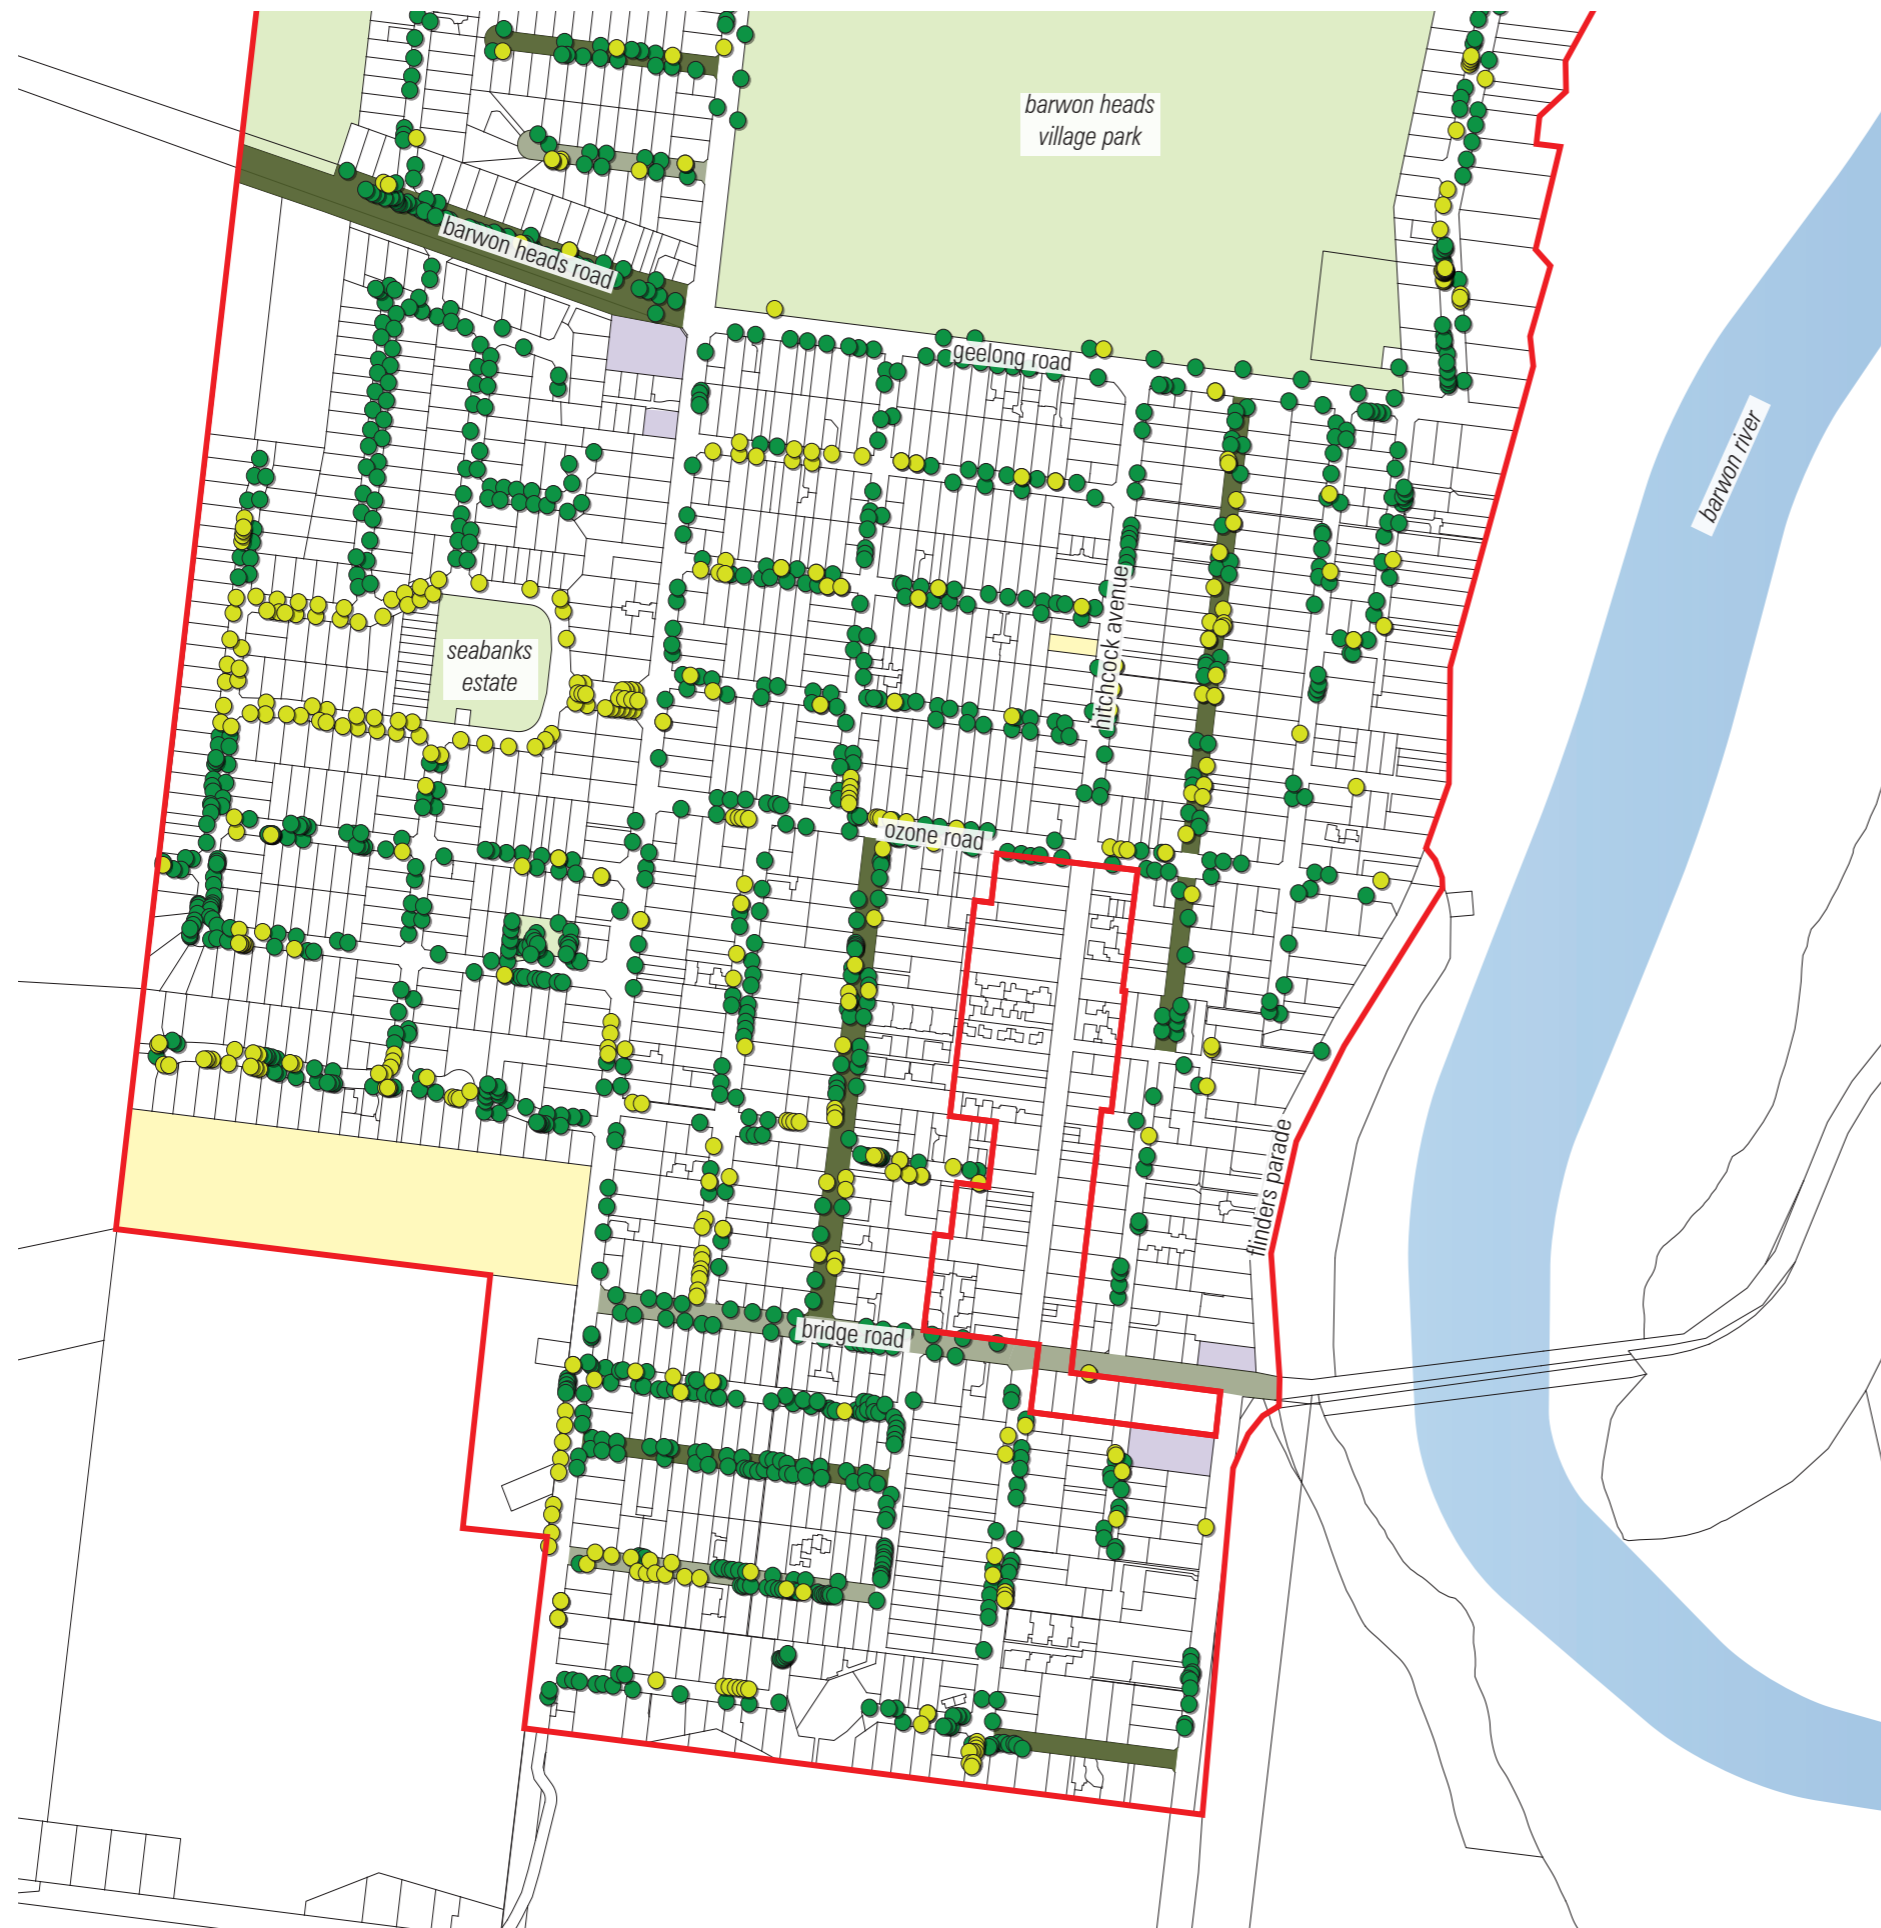 barwon heads
village park
barwon heads road
geelong road
barwon river
hitchcock avenue
seabanks
estate
ozone road
flinders parade
bridge road